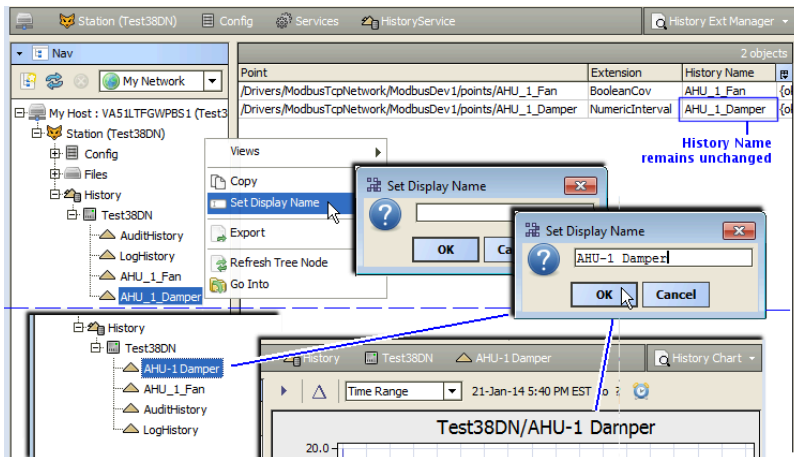 Station (Test38DN) Config Services HistoryService History Ext Manager
Nav
2 objects
My Network
Point Extension History Name
/Drivers/ModbusTcpNetwork/ModbusDev1/points/AHU_1_Fan BooleanCov AHU_1_Fan {ol
/Drivers/ModbusTcpNetwork/ModbusDev1/points/AHU_1_Damper NumericInterval AHU_1_Damper {ol
My Host : VA51LTFGWPBS1 (Test3
Station (Test38DN)
Config
Files
History
Test38DN
AuditHistory
LogHistory
AHU_1_Fan
AHU_1_Damper
History Name
remains unchanged
Views
Copy
Set Display Name
Export
Refresh Tree Node
Go Into
Set Display Name
OK Ca
Set Display Name
AHU-1 Damper
OK Cancel
History
Test38DN
AHU-1 Damper
AHU_1_Fan
AuditHistory
LogHistory
History Test38DN AHU-1 Damper History Chart
Time Range 21-Jan-14 5:40 PM EST to ?
Test38DN/AHU-1 Damper
20.0